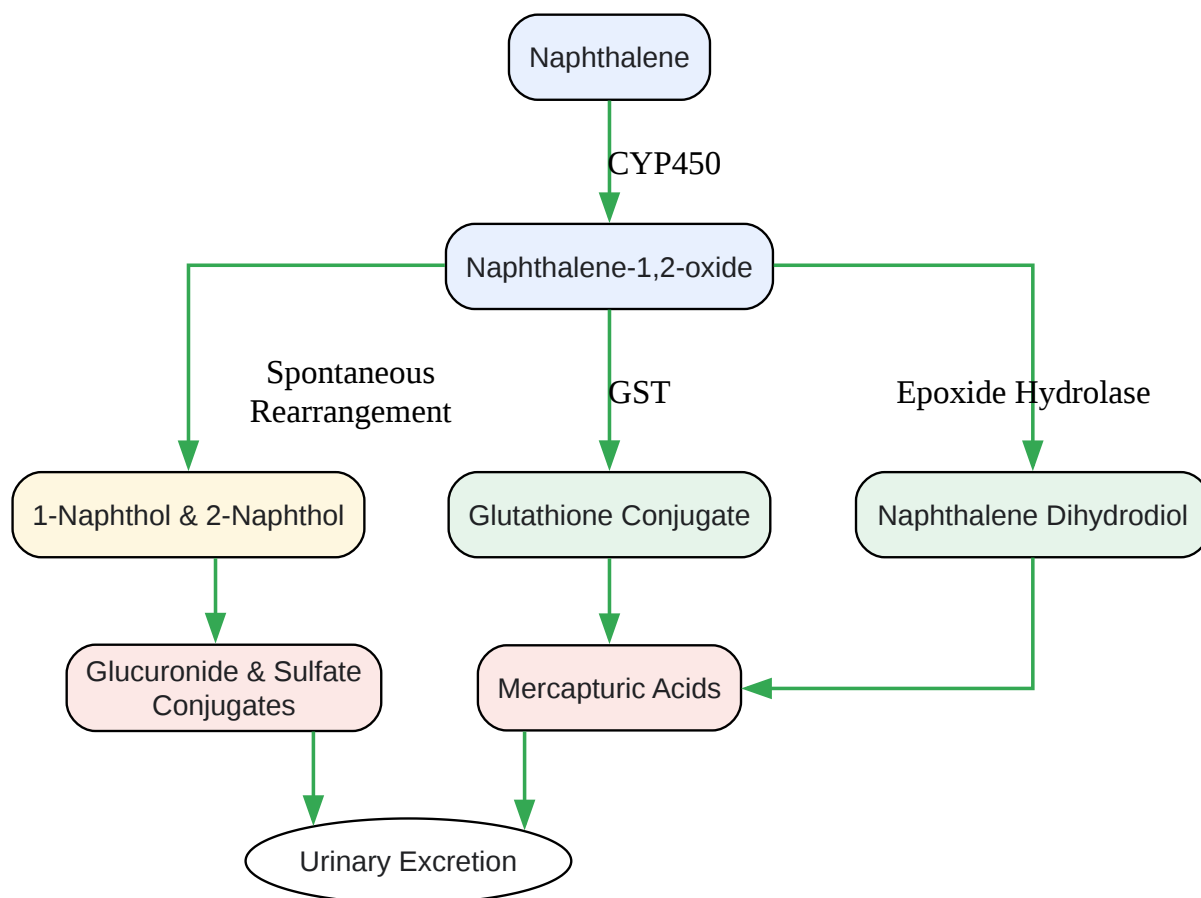 Naphthalene
CYP450
Naphthalene-1,2-oxide
Spontaneous
Rearrangement
GST
Epoxide Hydrolase
1-Naphthol & 2-Naphthol
Glutathione Conjugate
Naphthalene Dihydrodiol
Glucuronide & Sulfate
Conjugates
Mercapturic Acids
Urinary Excretion